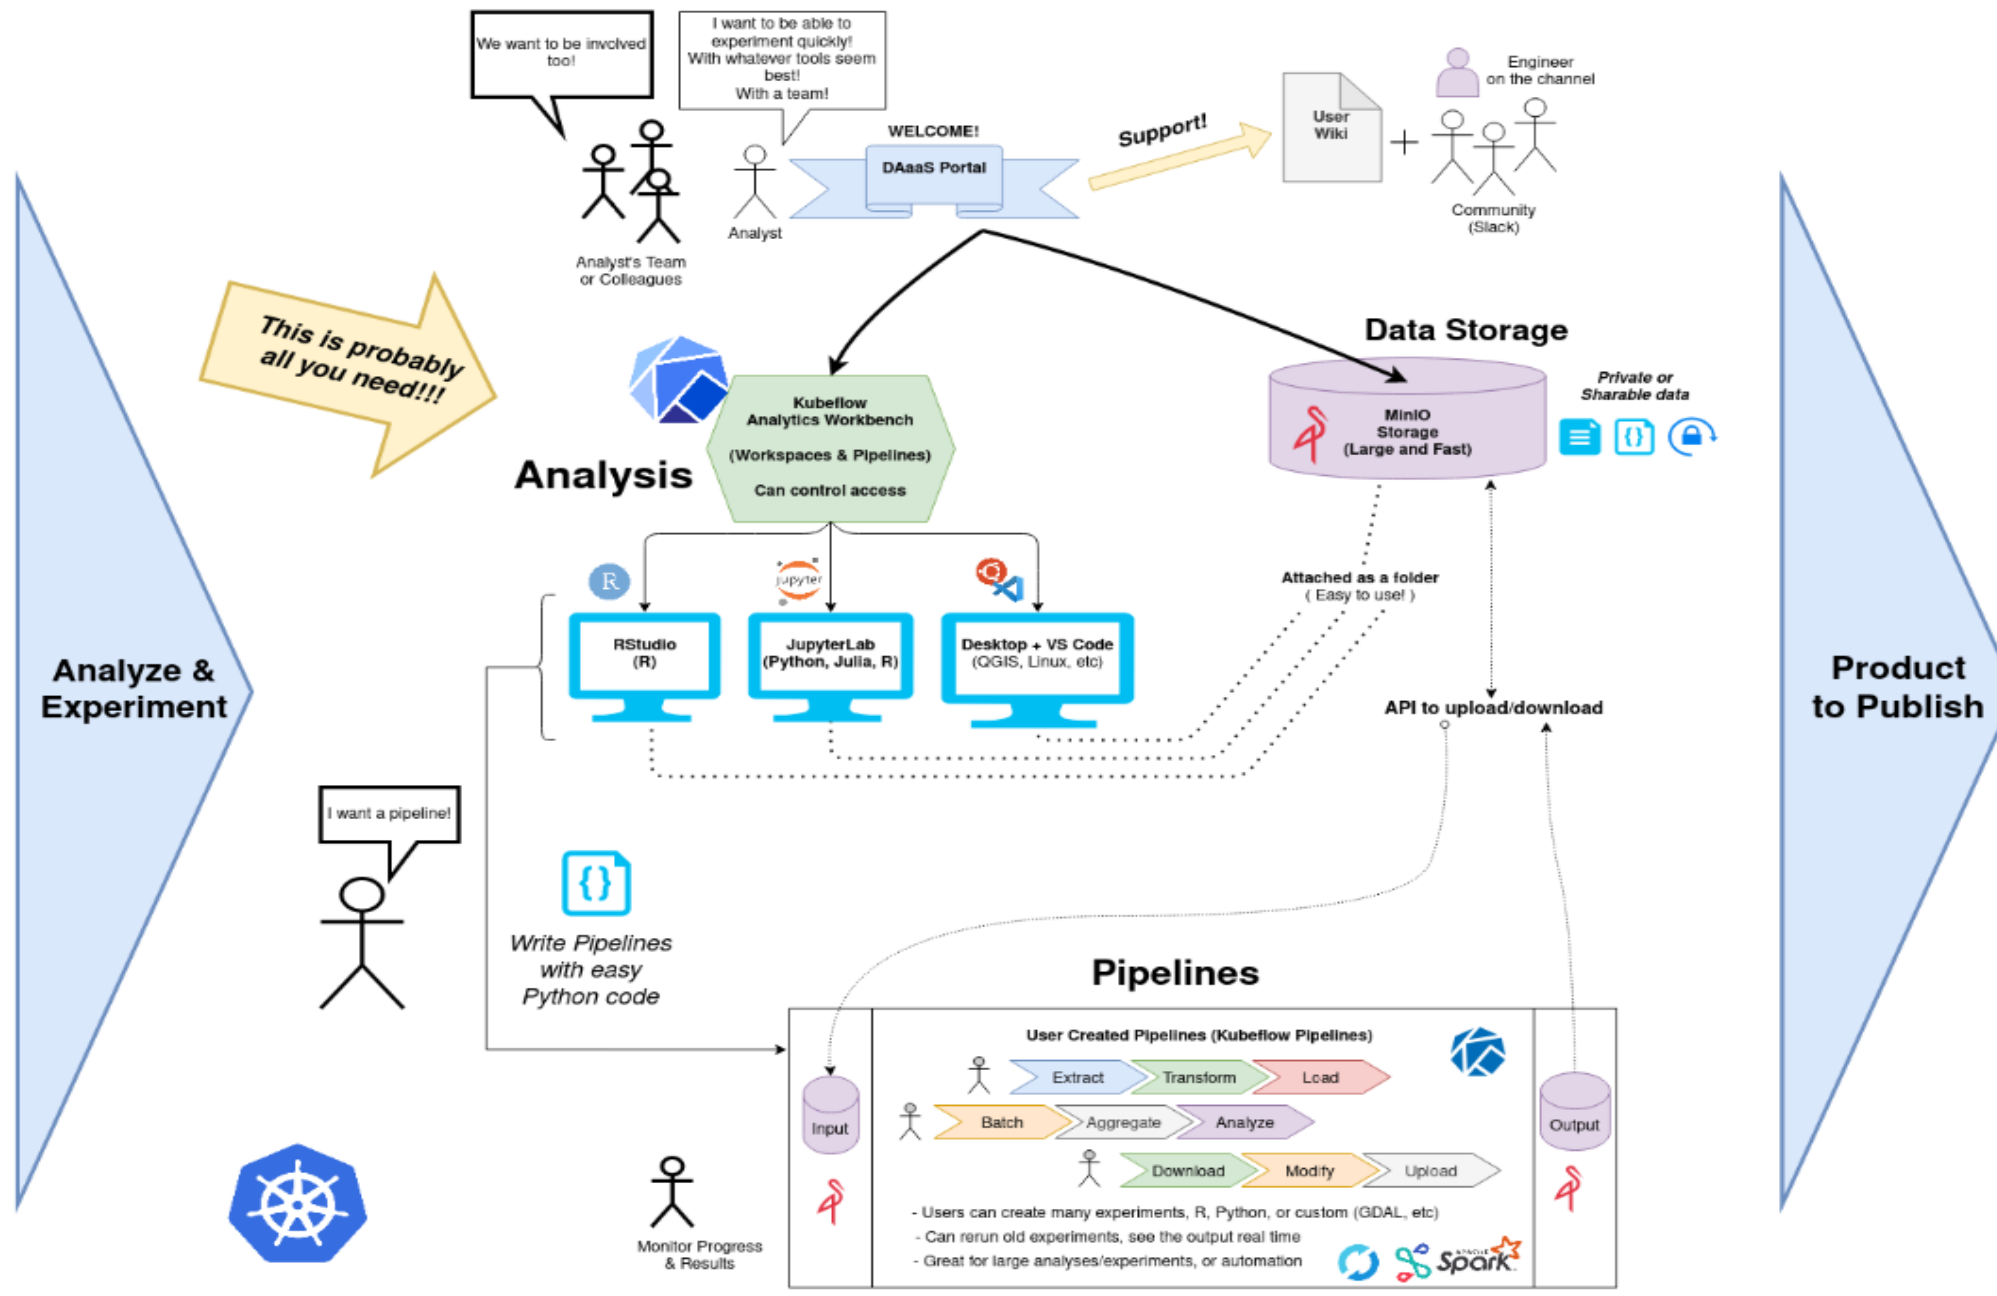 We want to be involved
too!
I want to be able to
experiment quickly!
With whatever tools seem
best!
With a team!
WELCOME!
DAaaS Portal
Support!
User
Wiki
+
Engineer
on the channel
Community
(Slack)
Analyst
Analyst's Team
or Colleagues
This is probably
all you need!!!
Data Storage
Private or
Sharable data
MinIO
Storage
(Large and Fast)
Kubeflow
Analytics Workbench
(Workspaces & Pipelines)
Can control access
Analysis
R
jupyter
RStudio
(R)
JupyterLab
(Python, Julia, R)
Desktop + VS Code
(QGIS, Linux, etc)
Attached as a folder
( Easy to use! )
Analyze &
Experiment
Product
to Publish
API to upload/download
I want a pipeline!
{}
Write Pipelines
with easy
Python code
Pipelines
User Created Pipelines (Kubeflow Pipelines)
Extract
Transform
Load
Batch
Aggregate
Analyze
Download
Modify
Upload
Input
Output
- Users can create many experiments, R, Python, or custom (GDAL, etc)
- Can rerun old experiments, see the output real time
- Great for large analyses/experiments, or automation
APACHE
Spark
Monitor Progress
& Results